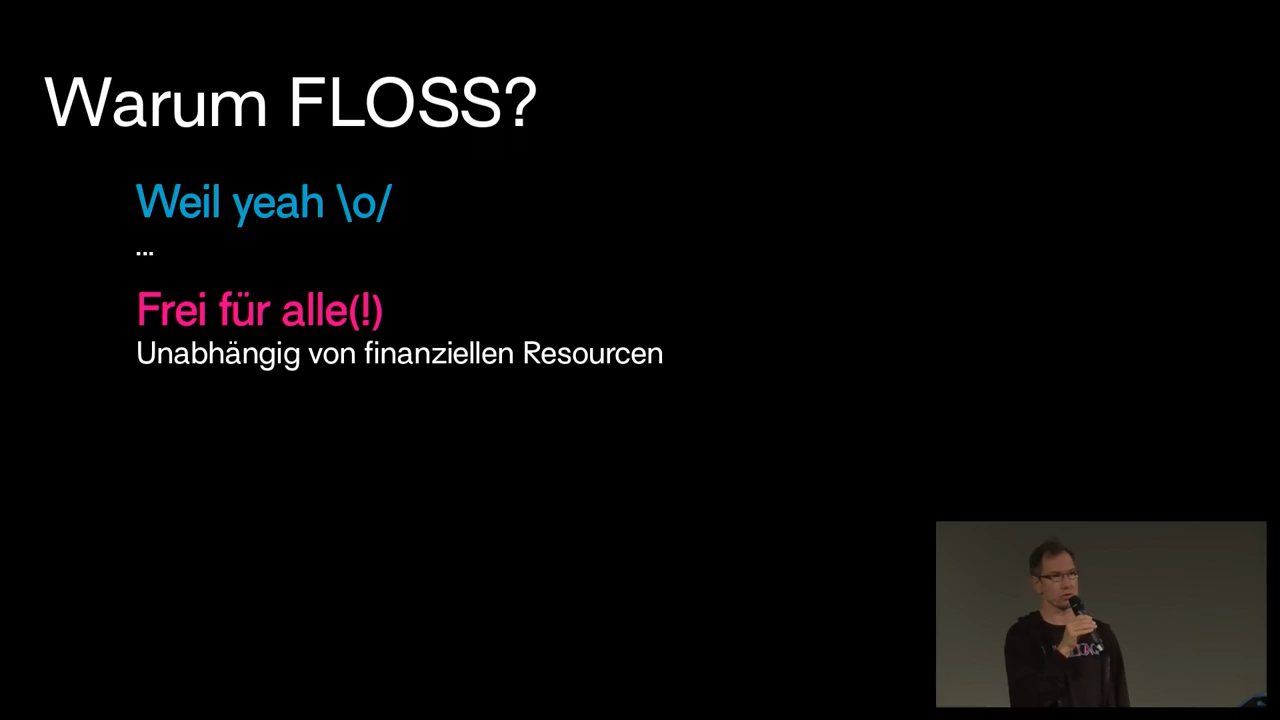 Warum FLOSS?
Weil yeah \o/
...
Frei für alle(!)
Unabhängig von finanziellen Resourcen